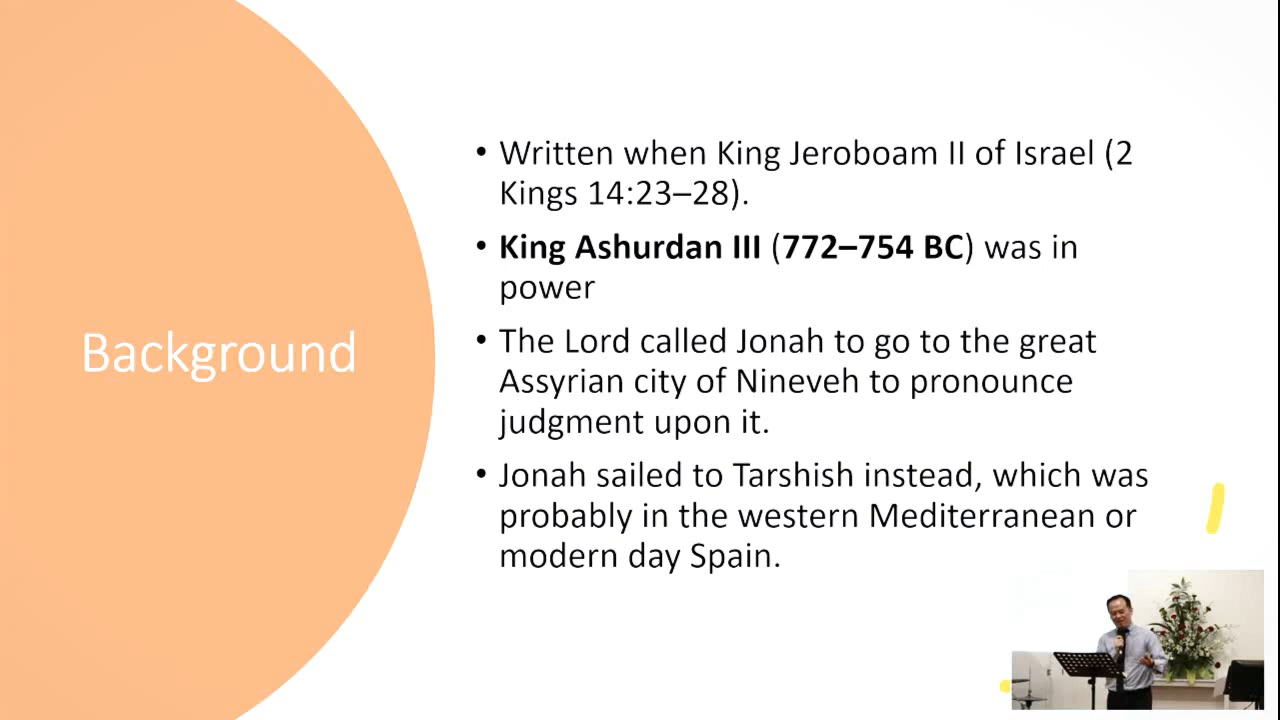 Background
• Written when King Jeroboam II of Israel (2
Kings 14:23–28).
• King Ashurdan III (772–754 BC) was in
power
• The Lord called Jonah to go to the great
Assyrian city of Nineveh to pronounce
judgment upon it.
• Jonah sailed to Tarshish instead, which was
probably in the western Mediterranean or
modern day Spain.